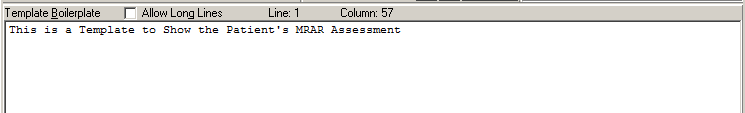 Template Boilerplate Allow Long Lines Line: 1 Column: 57
This is a Template to Show the Patient's MRAR Assessment